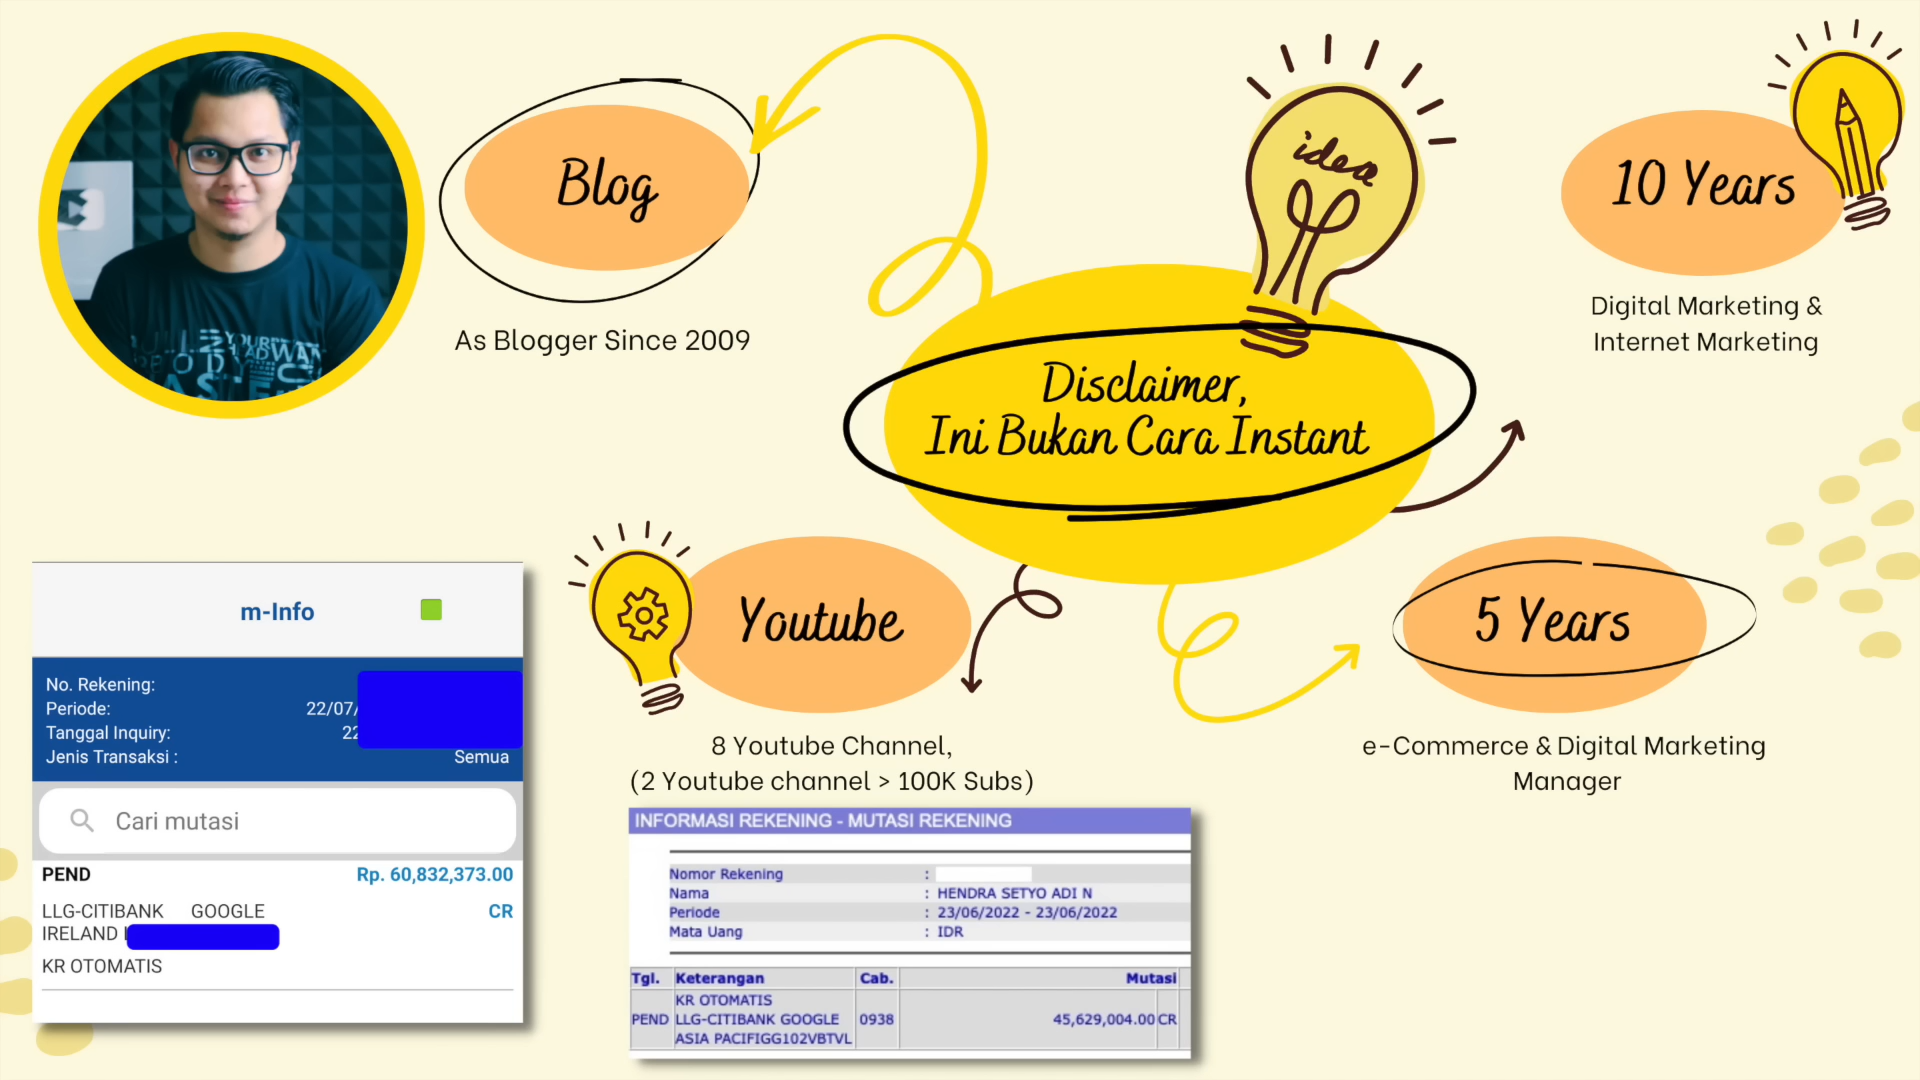 Blog
As Blogger Since 2009
idea
10 Years
Digital Marketing &
Internet Marketing
Disclaimer,
Ini Bukan Cara Instant
Youtube
8 Youtube Channel,
(2 Youtube channel > 100K Subs)
5 Years
e-Commerce & Digital Marketing
Manager
m-Info
No. Rekening:
Periode: 22/07/
Tanggal Inquiry: 22
Jenis Transaksi : Semua
Cari mutasi
PEND Rp. 60,832,373.00
LLG-CITIBANK GOOGLE CR
IRELAND
KR OTOMATIS
INFORMASI REKENING - MUTASI REKENING
Nomor Rekening :
Nama : HENDRA SETYO ADI N
Periode : 23/06/2022 - 23/06/2022
Mata Uang : IDR
Tgl. Keterangan Cab. Mutasi
KR OTOMATIS
PEND LLG-CITIBANK GOOGLE 0938 45,629,004.00 CR
ASIA PACIFIGG102VBTVL